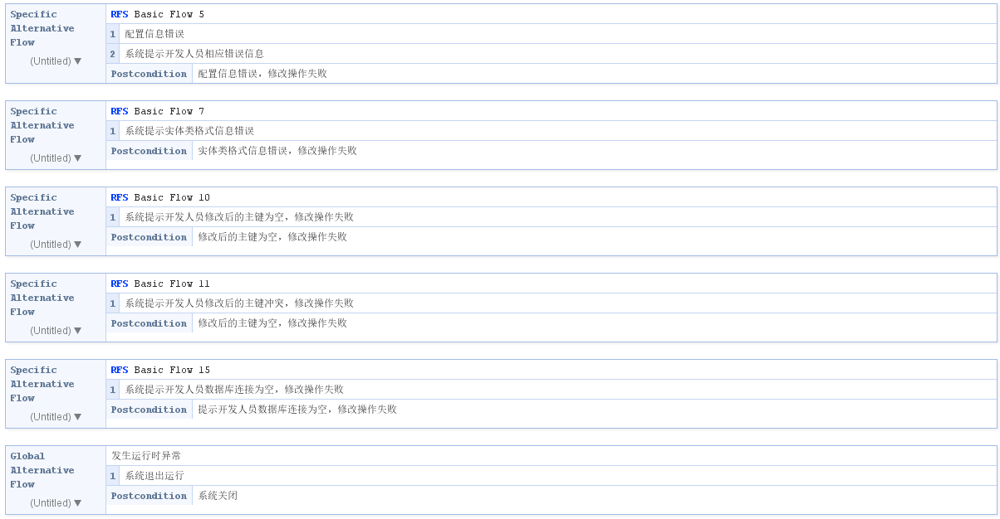 Specific
Alternative
Flow
(Untitled) ▼
RFS Basic Flow 5
1 配置信息错误
2 系统提示开发人员相应错误信息
Postcondition 配置信息错误，修改操作失败
Specific
Alternative
Flow
(Untitled) ▼
RFS Basic Flow 7
1 系统提示实体类格式信息错误
Postcondition 实体类格式信息错误，修改操作失败
Specific
Alternative
Flow
(Untitled) ▼
RFS Basic Flow 10
1 系统提示开发人员修改后的主键为空，修改操作失败
Postcondition 修改后的主键为空，修改操作失败
Specific
Alternative
Flow
(Untitled) ▼
RFS Basic Flow 11
1 系统提示开发人员修改后的主键冲突，修改操作失败
Postcondition 修改后的主键为空，修改操作失败
Specific
Alternative
Flow
(Untitled) ▼
RFS Basic Flow 15
1 系统提示开发人员数据库连接为空，修改操作失败
Postcondition 提示开发人员数据库连接为空，修改操作失败
Global
Alternative
Flow
(Untitled) ▼
发生运行时异常
1 系统退出运行
Postcondition 系统关闭